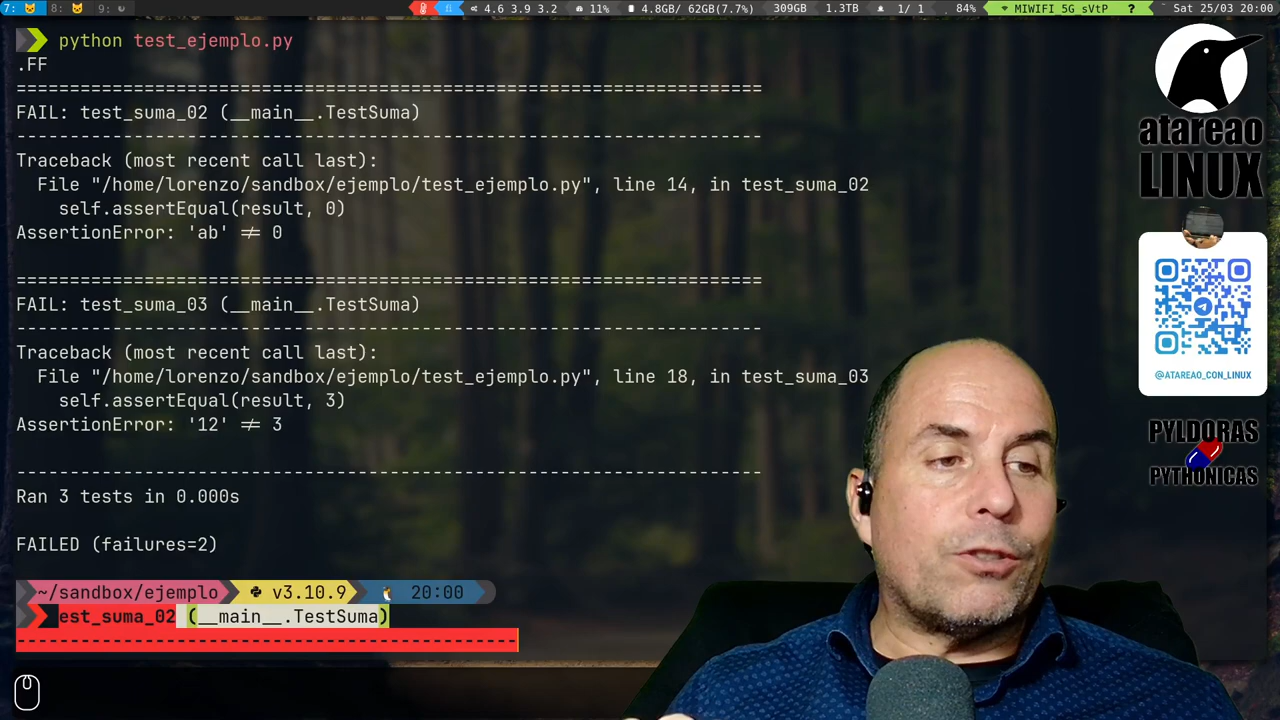 7: 8: 9: 4.6 3.9 3.2 11% 4.8GB/ 62GB(7.7%) 309GB 1.3TB 1/ 1 84% MIWIFI_5G_sVtP ? Sat 25/03 20:00
python test_ejemplo.py
.FF
======================================================================
FAIL: test_suma_02 (__main__.TestSuma)
----------------------------------------------------------------------
Traceback (most recent call last):
  File "/home/lorenzo/sandbox/ejemplo/test_ejemplo.py", line 14, in test_suma_02
    self.assertEqual(result, 0)
AssertionError: 'ab' != 0
======================================================================
FAIL: test_suma_03 (__main__.TestSuma)
----------------------------------------------------------------------
Traceback (most recent call last):
  File "/home/lorenzo/sandbox/ejemplo/test_ejemplo.py", line 18, in test_suma_03
    self.assertEqual(result, 3)
AssertionError: '12' != 3
----------------------------------------------------------------------
Ran 3 tests in 0.000s
FAILED (failures=2)
~/sandbox/ejemplo v3.10.9 20:00
est_suma_02 (__main__.TestSuma)
-----------------------------------------------
atareao
LINUX
@ATAREAO_CON_LINUX
PYLDORAS
PYTHONICAS